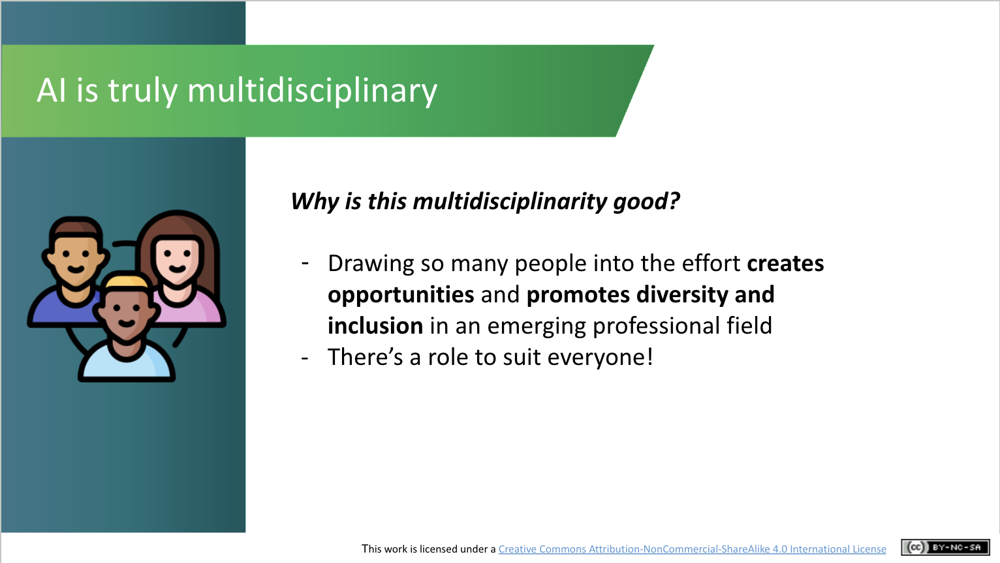 AI is truly multidisciplinary
Why is this multidisciplinarity good?
- Drawing so many people into the effort creates
opportunities and promotes diversity and
inclusion in an emerging professional field
- There’s a role to suit everyone!
This work is licensed under a Creative Commons Attribution-NonCommercial-ShareAlike 4.0 International License
cc BY-NC-SA